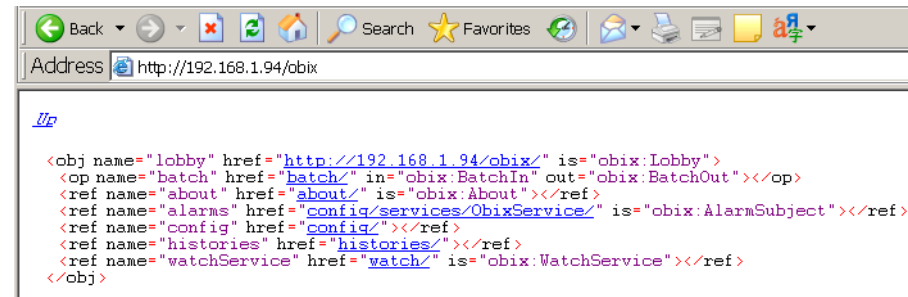 Back Search Favorites
Address http://192.168.1.94/obix
Up
<obj name="lobby" href="http://192.168.1.94/obix/" is="obix:Lobby">
<op name="batch" href="batch/" in="obix:BatchIn" out="obix:BatchOut"></op>
<ref name="about" href="about/" is="obix:About"></ref>
<ref name="alarms" href="config/services/ObixService/" is="obix:AlarmSubject"></ref>
<ref name="config" href="config/"></ref>
<ref name="histories" href="histories/"></ref>
<ref name="watchService" href="watch/" is="obix:WatchService"></ref>
</obj>